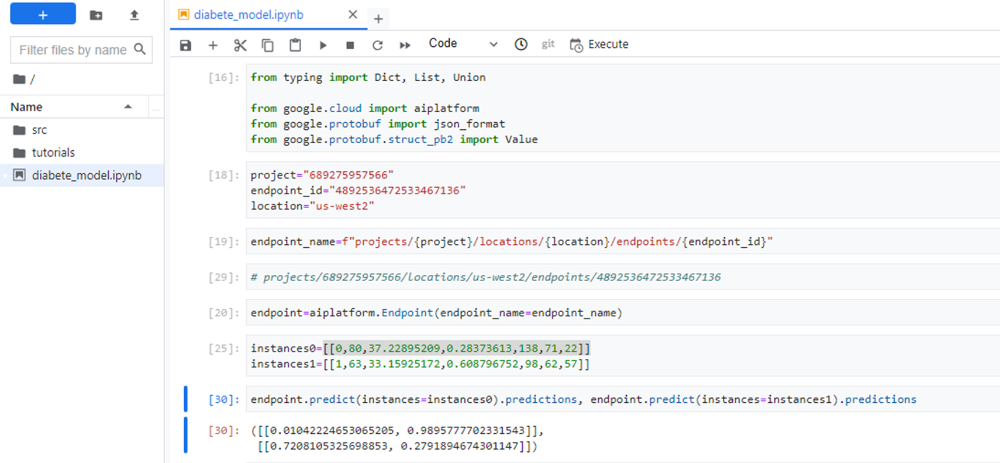 +
diabete_model.ipynb
+
Filter files by name
Code
git
Execute
/
Name
...
src
tutorials
diabete_model.ipynb
[16]:
from typing import Dict, List, Union
from google.cloud import aiplatform
from google.protobuf import json_format
from google.protobuf.struct_pb2 import Value
[18]:
project="689275957566"
endpoint_id="4892536472533467136"
location="us-west2"
[19]:
endpoint_name=f"projects/{project}/locations/{location}/endpoints/{endpoint_id}"
[29]:
# projects/689275957566/locations/us-west2/endpoints/4892536472533467136
[20]:
endpoint=aiplatform.Endpoint(endpoint_name=endpoint_name)
[25]:
instances0=[[0,80,37.22895209,0.28373613,138,71,22]]
instances1=[[1,63,33.15925172,0.608796752,98,62,57]]
[30]:
endpoint.predict(instances=instances0).predictions, endpoint.predict(instances=instances1).predictions
[30]:
([[0.01042224653065205, 0.9895777702331543]],
[[0.7208105325698853, 0.2791894674301147]])